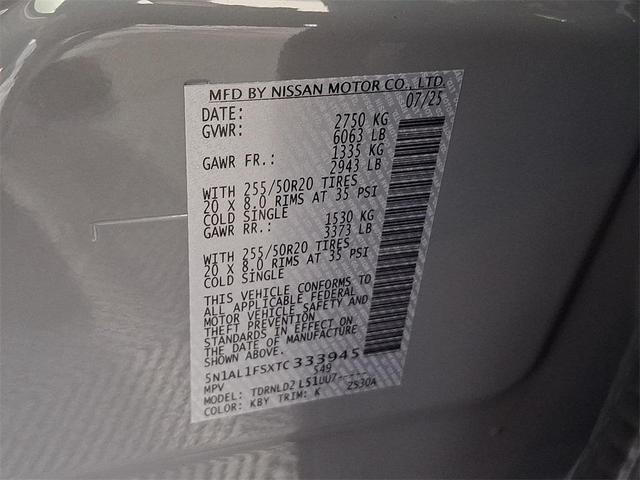 MFD BY NISSAN MOTOR CO., LTD.
DATE: 07/25
GVWR: 2750 KG
6063 LB
GAWR FR.: 1335 KG
2943 LB
WITH 255/50R20 TIRES
20 X 8.0 RIMS AT 35 PSI
COLD SINGLE
GAWR RR.: 1530 KG
3373 LB
WITH 255/50R20 TIRES
20 X 8.0 RIMS AT 35 PSI
COLD SINGLE
THIS VEHICLE CONFORMS TO
ALL APPLICABLE FEDERAL
MOTOR VEHICLE SAFETY AND
THEFT PREVENTION
STANDARDS IN EFFECT ON
THE DATE OF MANUFACTURE
SHOWN ABOVE.
5N1AL1FSXTC333945
MPV 549
MODEL: TDRNLD2 L51UU7-----
COLOR: KBY TRIM: K 2530A